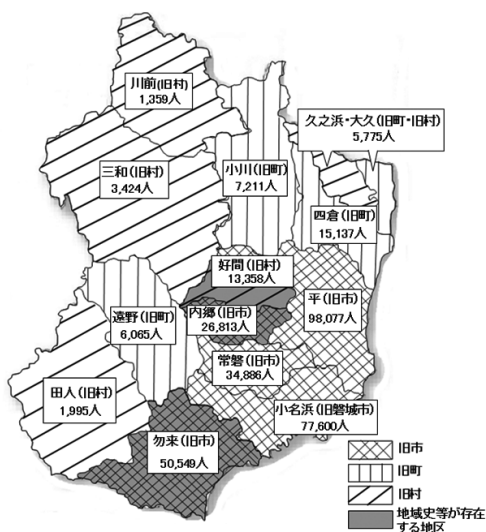 川前(旧村)
1,359人
久之浜・大久(旧町・旧村)
5,775人
三和(旧村)
3,424人
小川(旧町)
7,211人
四倉(旧町)
15,137人
好間(旧村)
13,358人
平(旧市)
98,077人
遠野(旧町)
6,065人
内郷(旧市)
26,813人
常磐(旧市)
34,886人
田人(旧村)
1,995人
小名浜(旧磐城市)
77,600人
勿来(旧市)
50,549人
旧市
旧町
旧村
地域史等が存在
する地区